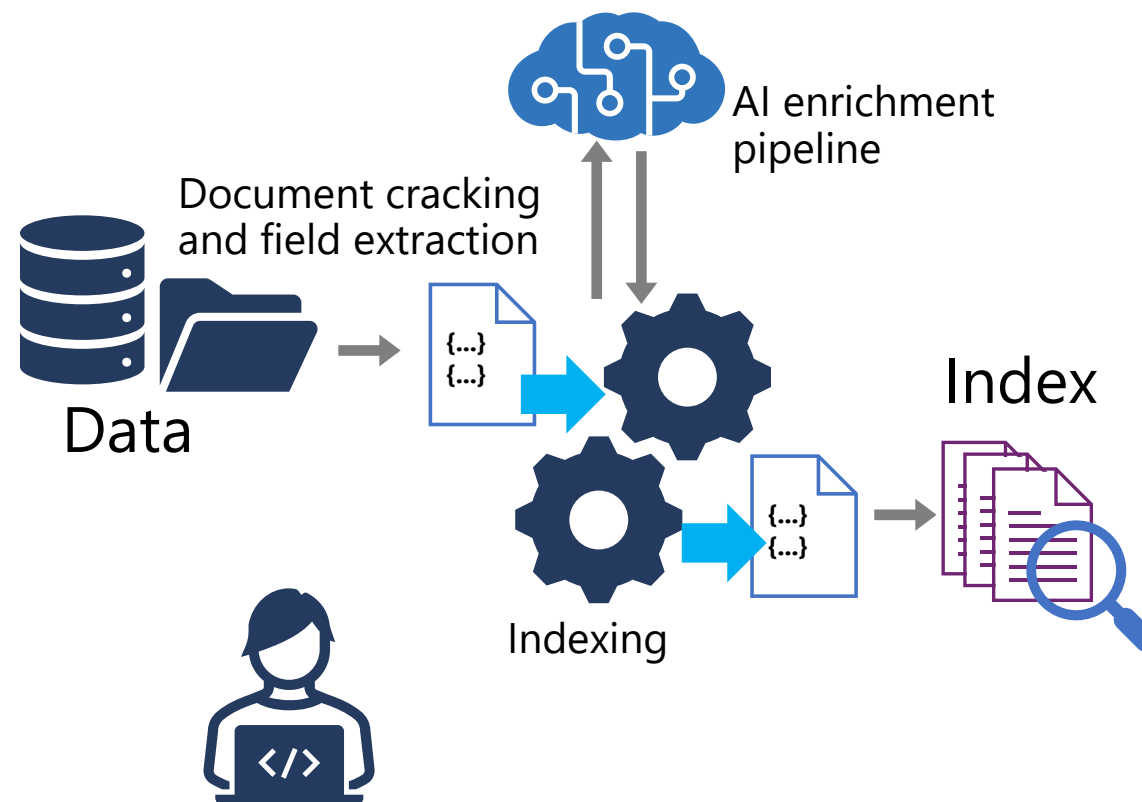 AI enrichment
pipeline
Document cracking
and field extraction
{...}
{...}
Data
Index
{...}
{...}
Indexing
</>